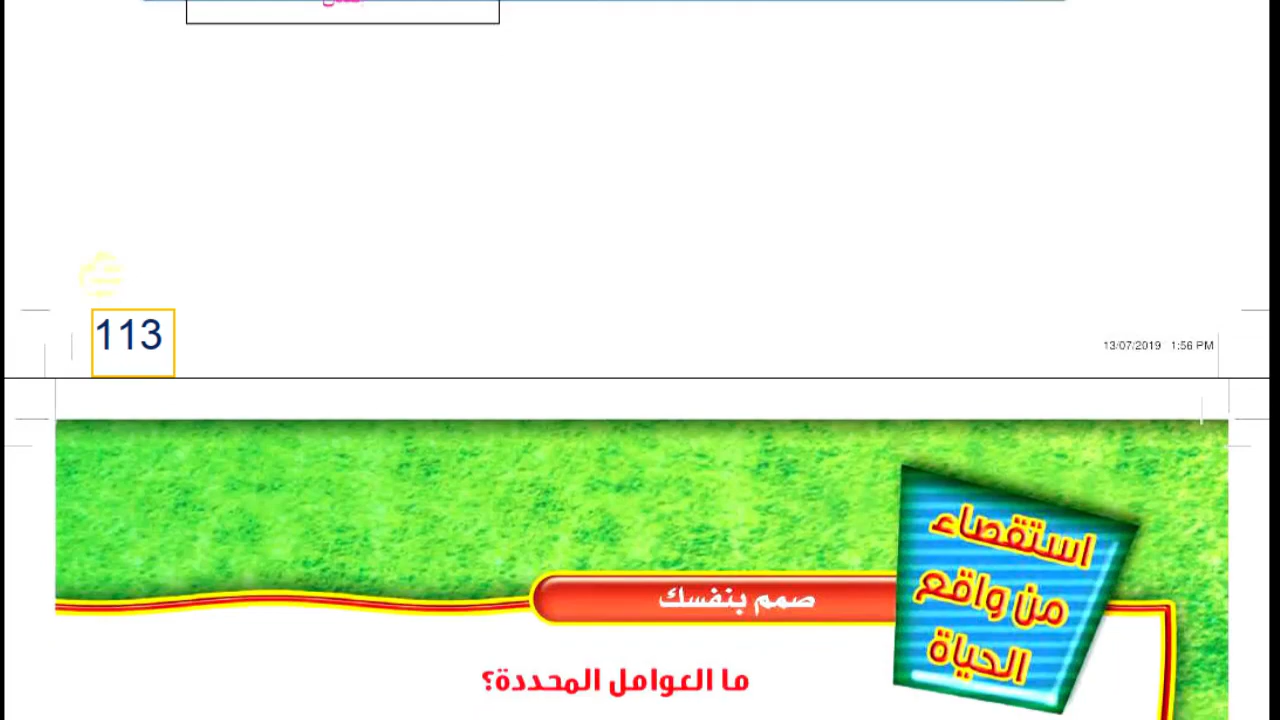 113
13/07/2019 1:56 PM
استقصاء
من واقع
الحياة
صمم بنفسك
ما العوامل المحددة؟